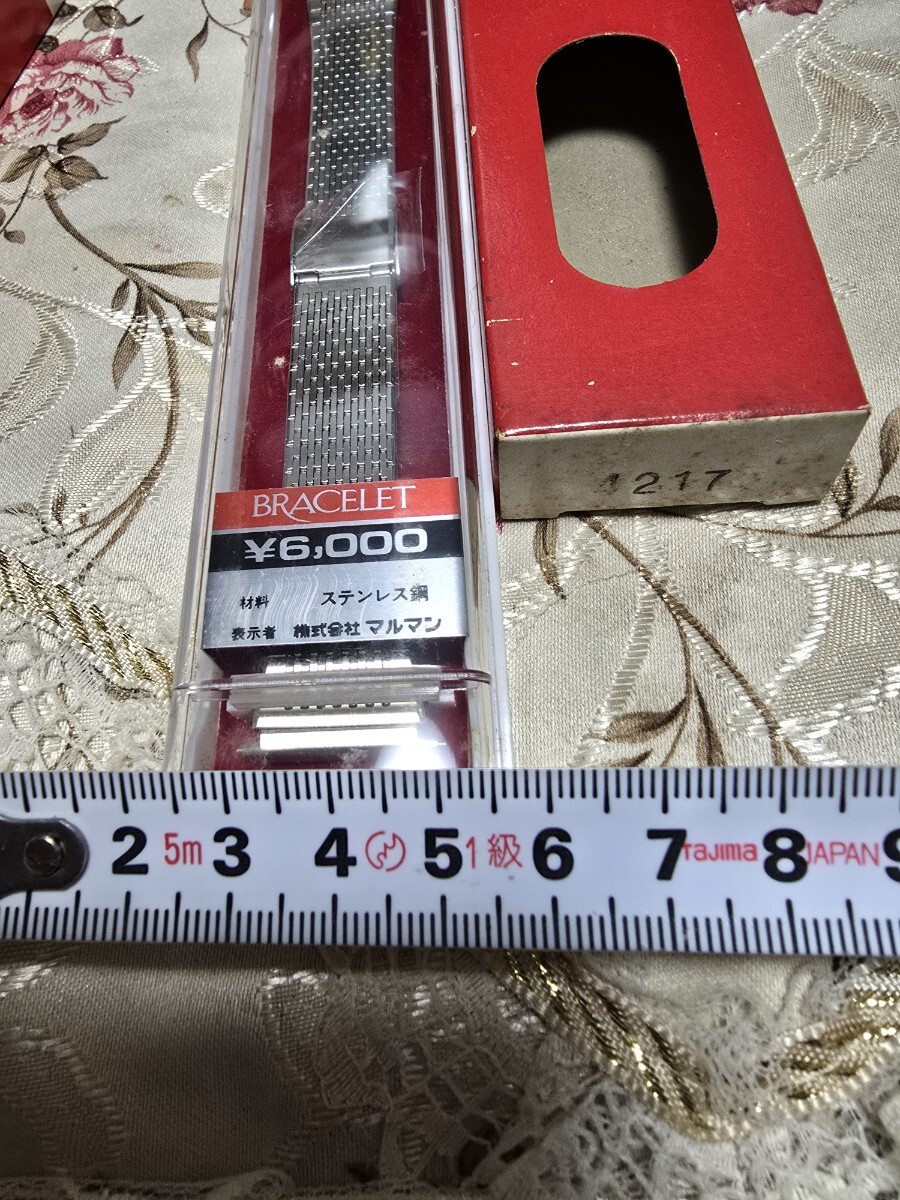 1217
BRACELET
¥6,000
材料 ステンレス鋼
表示者 株式会社 マルマン
2 5m 3 4 5 1級 6 7 Tajima 8 JAPAN 9